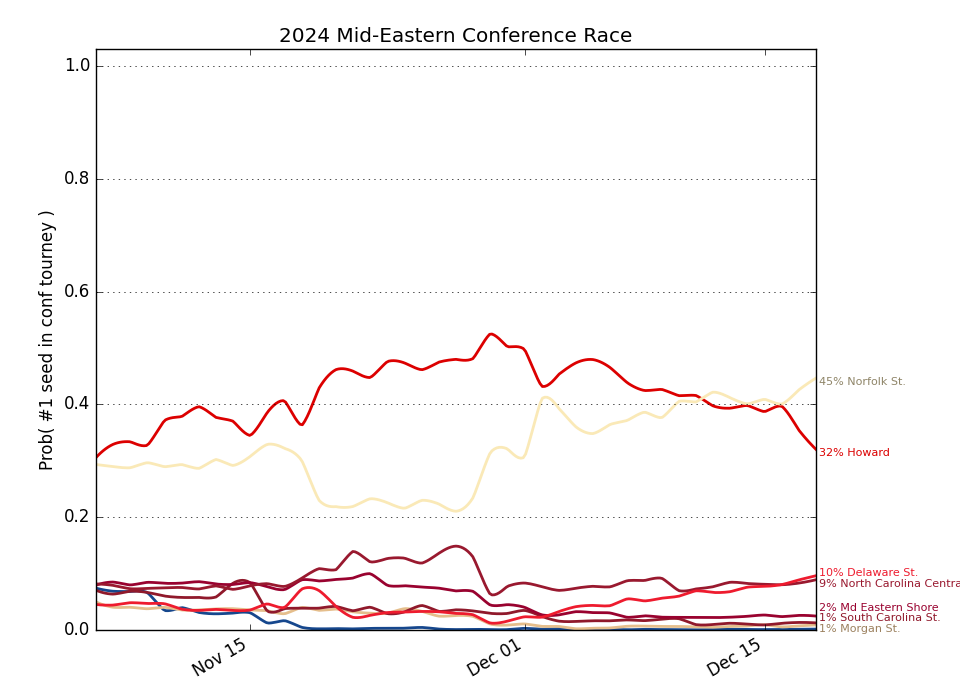 2024 Mid-Eastern Conference Race
Prob( #1 seed in conf tourney )
1.0
0.8
0.6
0.4
0.2
0.0
Nov 15
Dec 01
Dec 15
45% Norfolk St.
32% Howard
10% Delaware St.
9% North Carolina Centra
2% Md Eastern Shore
1% South Carolina St.
1% Morgan St.